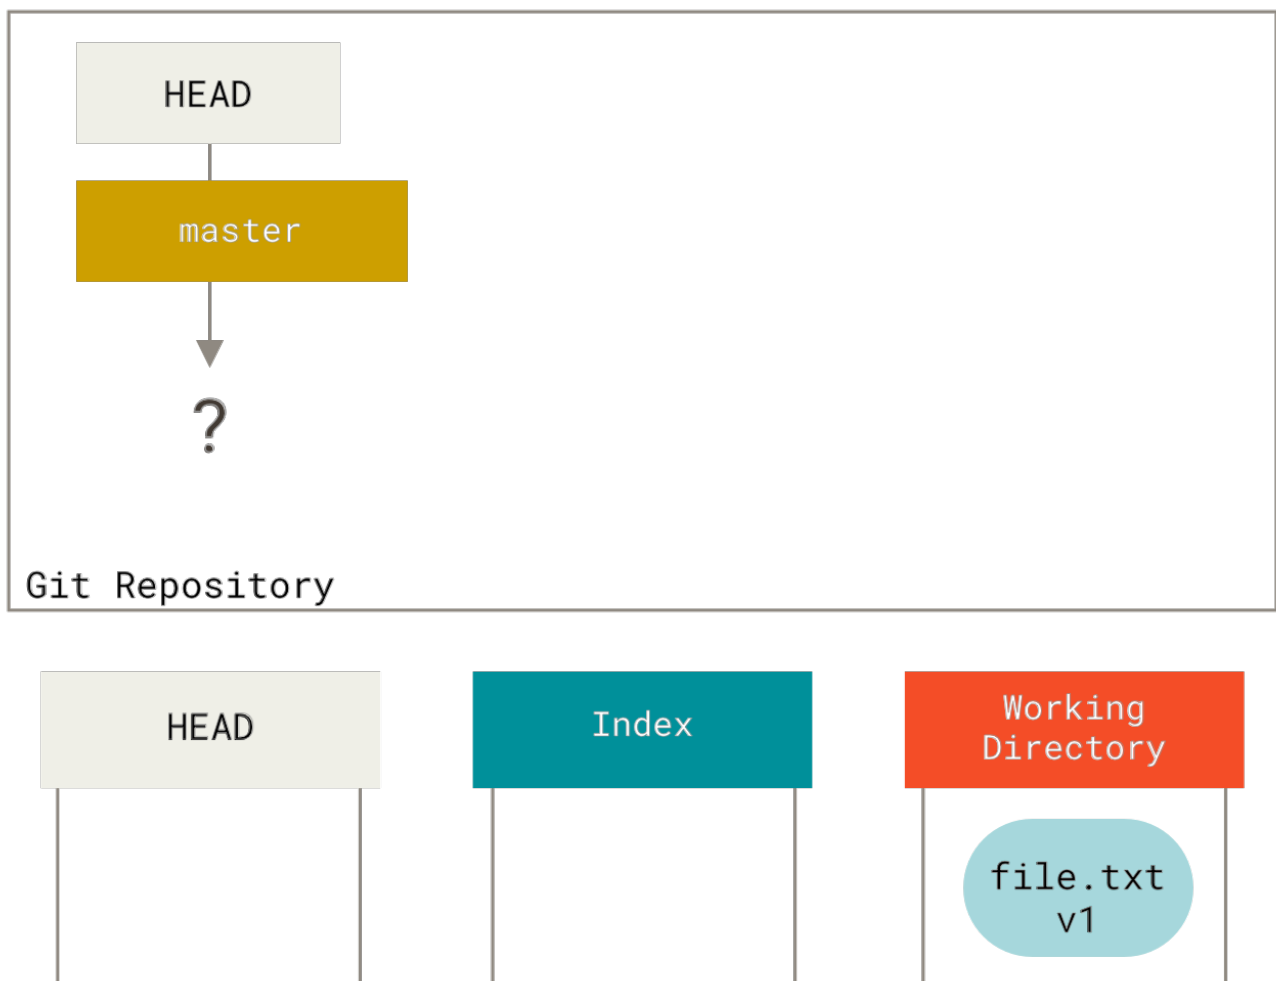 HEAD
master
?
Git Repository
HEAD
Index
Working
Directory
file.txt
v1